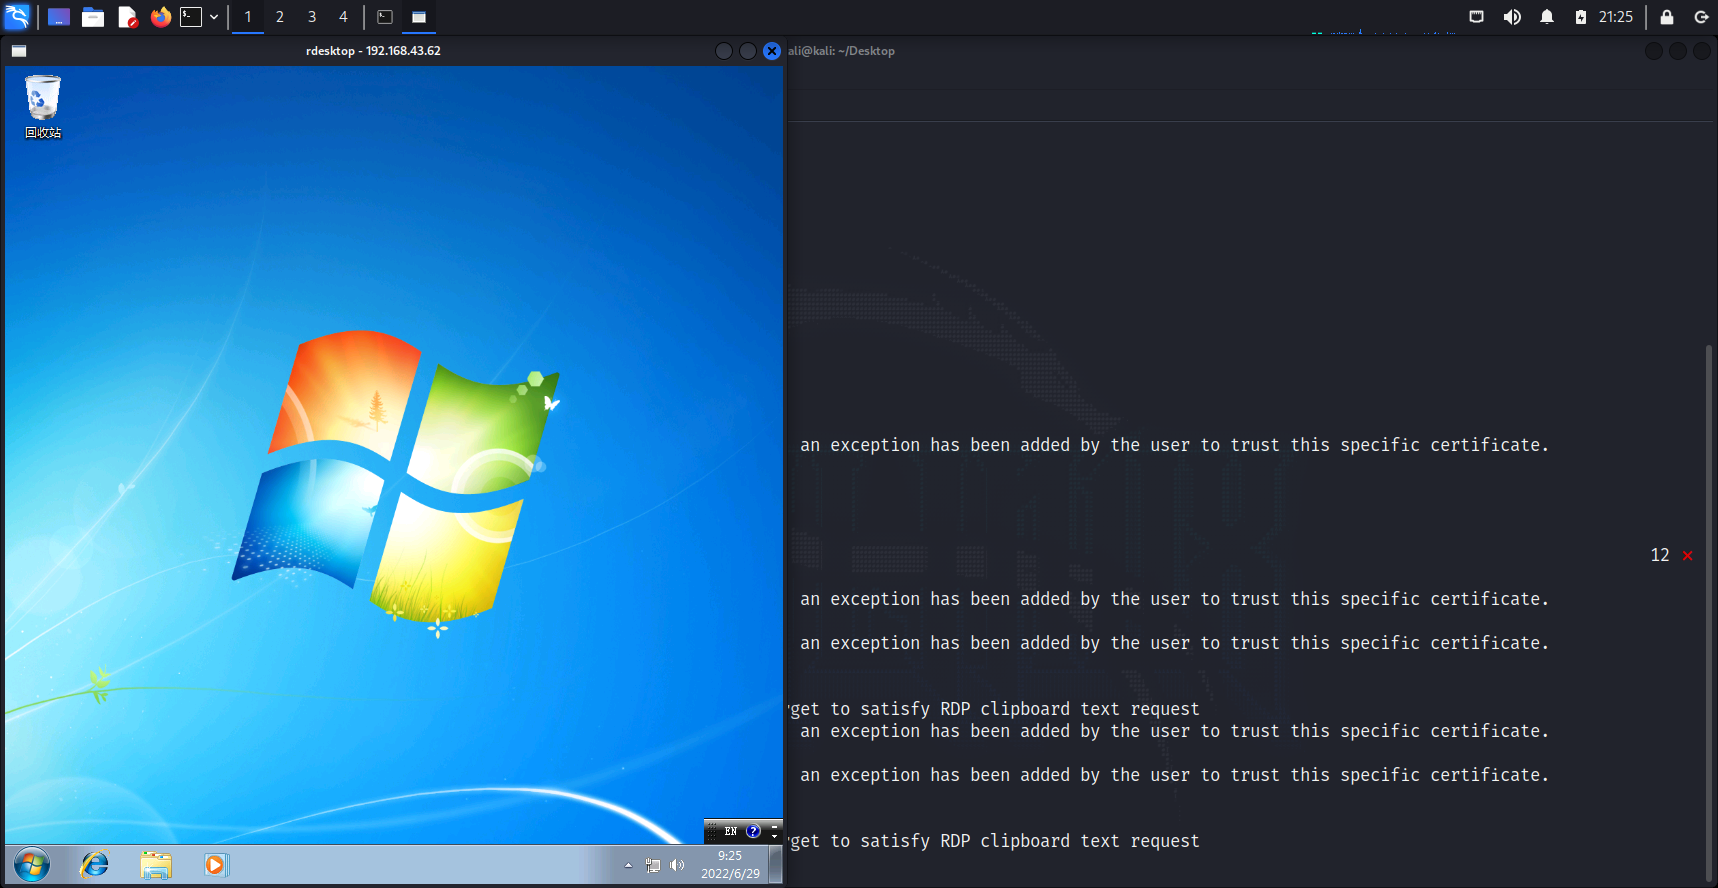 1 2 3 4
21:25
rdesktop - 192.168.43.62
ali@kali: ~/Desktop
回收站
an exception has been added by the user to trust this specific certificate.
12
an exception has been added by the user to trust this specific certificate.
an exception has been added by the user to trust this specific certificate.
get to satisfy RDP clipboard text request
an exception has been added by the user to trust this specific certificate.
an exception has been added by the user to trust this specific certificate.
get to satisfy RDP clipboard text request
EN
9:25
2022/6/29